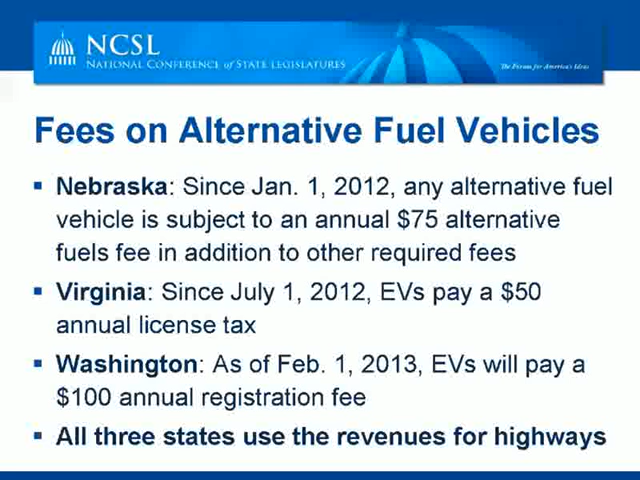 NCSL
NATIONAL CONFERENCE of STATE LEGISLATURES
The Forum for America's Ideas
Fees on Alternative Fuel Vehicles
▪ Nebraska: Since Jan. 1, 2012, any alternative fuel
vehicle is subject to an annual $75 alternative
fuels fee in addition to other required fees
▪ Virginia: Since July 1, 2012, EVs pay a $50
annual license tax
▪ Washington: As of Feb. 1, 2013, EVs will pay a
$100 annual registration fee
▪ All three states use the revenues for highways